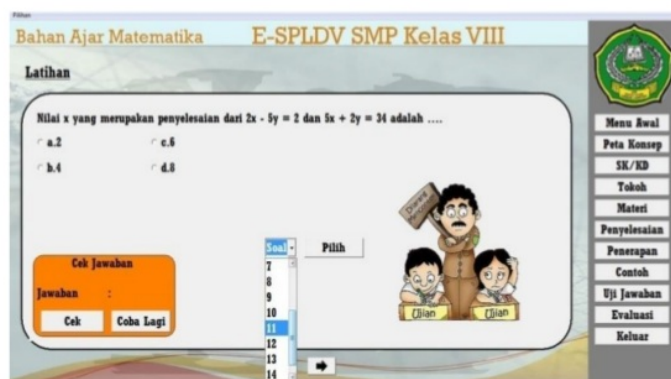 Pilihan
Bahan Ajar Matematika
E-SPLDV SMP Kelas VIII
Latihan
Nilai x yang merupakan penyelesaian dari 2x - 5y = 2 dan 5x + 2y = 34 adalah ....
a.2
c.6
b.4
d.8
Cek Jawaban
Jawaban :
Cek
Coba Lagi
Soal
Pilih
7
8
9
10
11
12
13
14
Dilarang Mencontek
Ujian
Ujian
Menu Awal
Peta Konsep
SK/KD
Tokoh
Materi
Penyelesaian
Penerapan
Contoh
Uji Jawaban
Evaluasi
Keluar